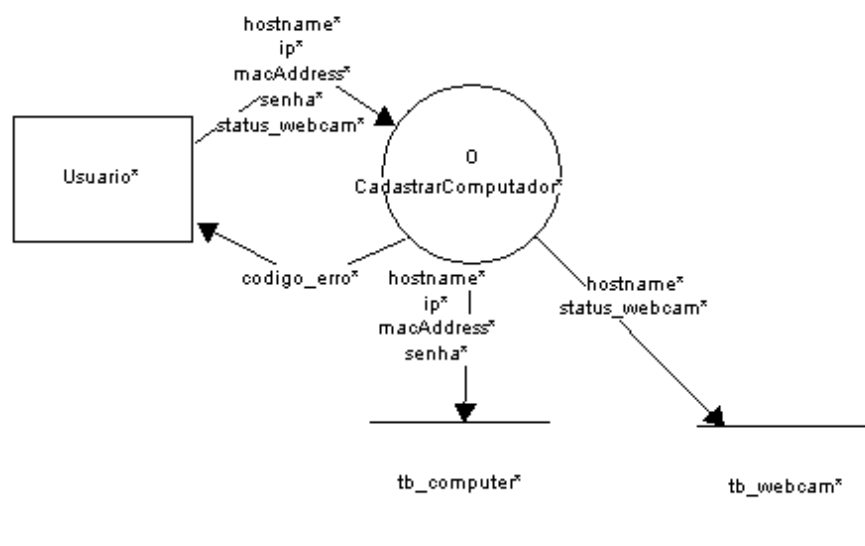 hostname*
ip*
macAddress*
senha*
status_webcam*
Usuario*
0
CadastrarComputador*
codigo_erro*
hostname*
ip*
macAddress*
senha*
hostname*
status_webcam*
tb_computer*
tb_webcam*